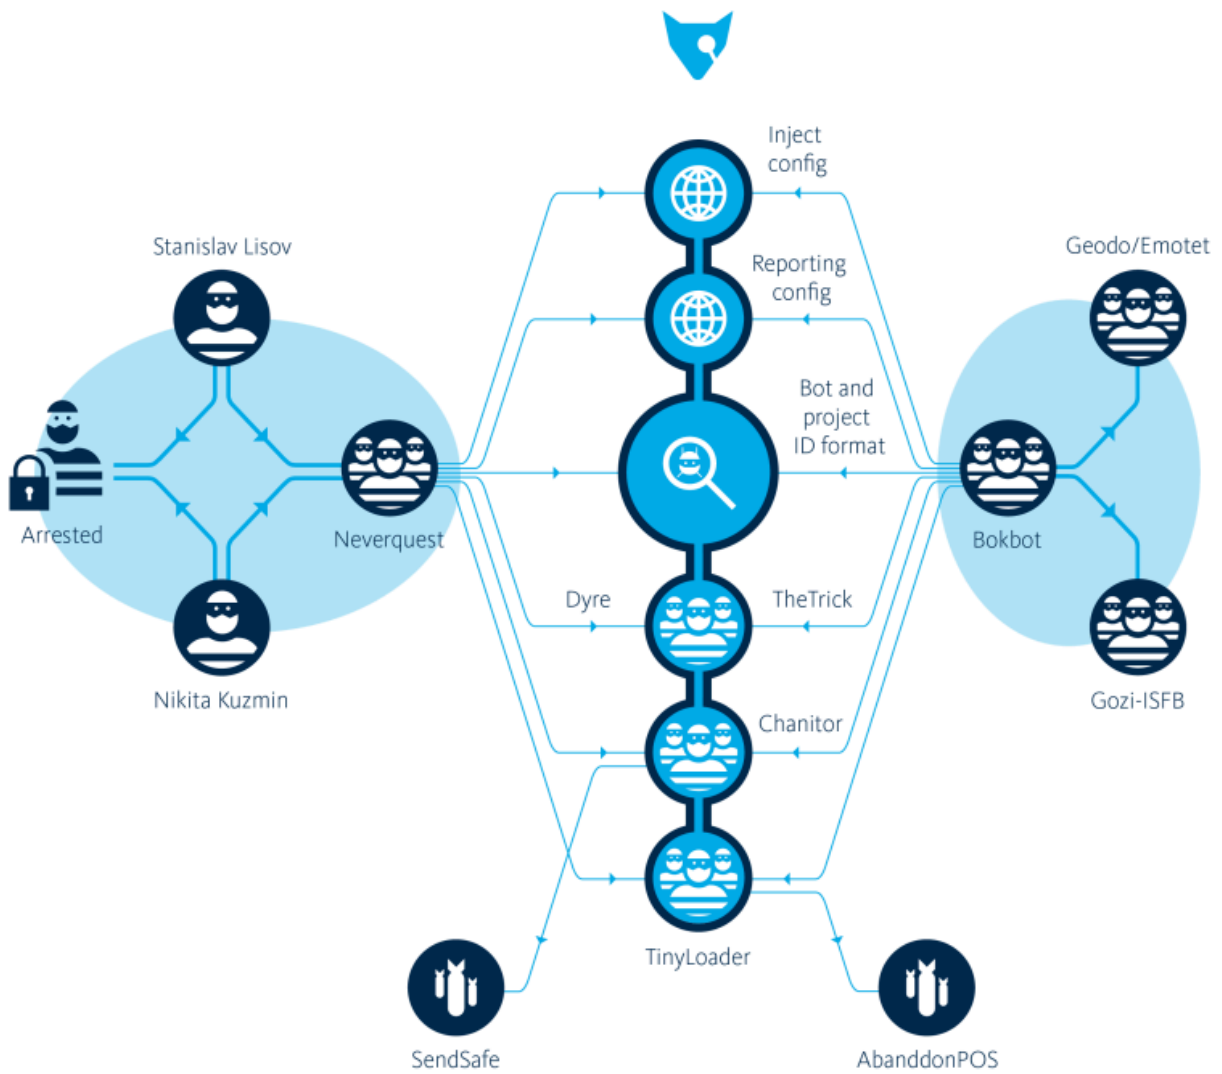 Inject
config
Stanislav Lisov
Geodo/Emotet
Reporting
config
Bot and
project
ID format
Arrested
Neverquest
Bokbot
Dyre
TheTrick
Nikita Kuzmin
Gozi-ISFB
Chanitor
TinyLoader
SendSafe
AbanddonPOS